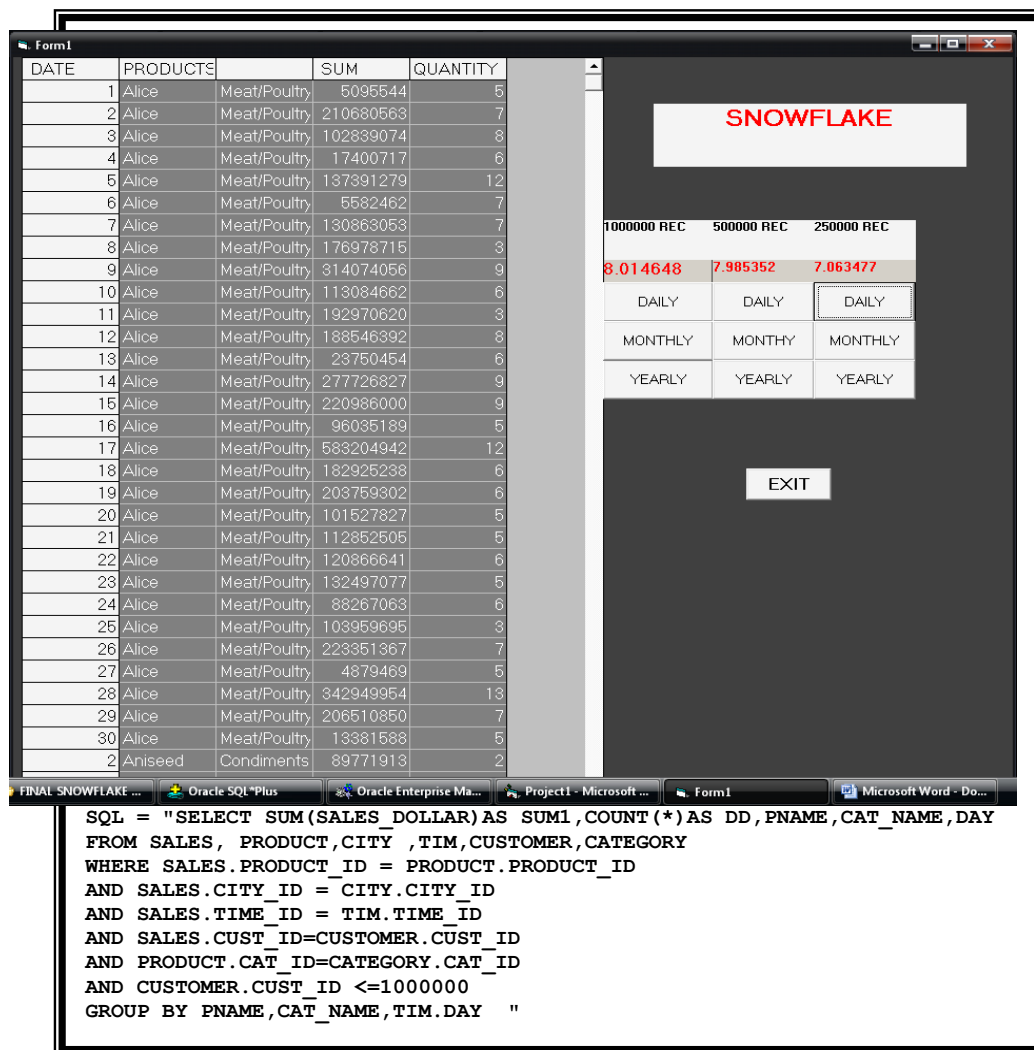 Form1
DATE PRODUCTS SUM QUANTITY
1 Alice Meat/Poultry 5095544 5
2 Alice Meat/Poultry 210680563 7
3 Alice Meat/Poultry 102839074 8
4 Alice Meat/Poultry 17400717 6
5 Alice Meat/Poultry 137391279 12
6 Alice Meat/Poultry 5582462 7
7 Alice Meat/Poultry 130863053 7
8 Alice Meat/Poultry 176978715 3
9 Alice Meat/Poultry 314074056 9
10 Alice Meat/Poultry 113084662 6
11 Alice Meat/Poultry 192970620 3
12 Alice Meat/Poultry 188546392 8
13 Alice Meat/Poultry 23750454 6
14 Alice Meat/Poultry 277726827 9
15 Alice Meat/Poultry 220986000 9
16 Alice Meat/Poultry 96035189 5
17 Alice Meat/Poultry 583204942 12
18 Alice Meat/Poultry 182925238 6
19 Alice Meat/Poultry 203759302 6
20 Alice Meat/Poultry 101527827 5
21 Alice Meat/Poultry 112852505 5
22 Alice Meat/Poultry 120866641 6
23 Alice Meat/Poultry 132497077 5
24 Alice Meat/Poultry 88267063 6
25 Alice Meat/Poultry 103959695 3
26 Alice Meat/Poultry 223351367 7
27 Alice Meat/Poultry 4879469 5
28 Alice Meat/Poultry 342949954 13
29 Alice Meat/Poultry 206510850 7
30 Alice Meat/Poultry 13381588 5
2 Aniseed Condiments 89771913 2
SNOWFLAKE
1000000 REC 500000 REC 250000 REC
8.014648 7.985352 7.063477
DAILY DAILY DAILY
MONTHLY MONTHY MONTHLY
YEARLY YEARLY YEARLY
EXIT
FINAL SNOWFLAKE ... Oracle SQL*Plus Oracle Enterprise Ma... Project1 - Microsoft ... Form1 Microsoft Word - Do...
SQL = "SELECT SUM(SALES_DOLLAR)AS SUM1,COUNT(*)AS DD,PNAME,CAT_NAME,DAY
FROM SALES, PRODUCT,CITY ,TIM,CUSTOMER,CATEGORY
WHERE SALES.PRODUCT_ID = PRODUCT.PRODUCT_ID
AND SALES.CITY_ID = CITY.CITY_ID
AND SALES.TIME_ID = TIM.TIME_ID
AND SALES.CUST_ID=CUSTOMER.CUST_ID
AND PRODUCT.CAT_ID=CATEGORY.CAT_ID
AND CUSTOMER.CUST_ID <=1000000
GROUP BY PNAME,CAT_NAME,TIM.DAY "